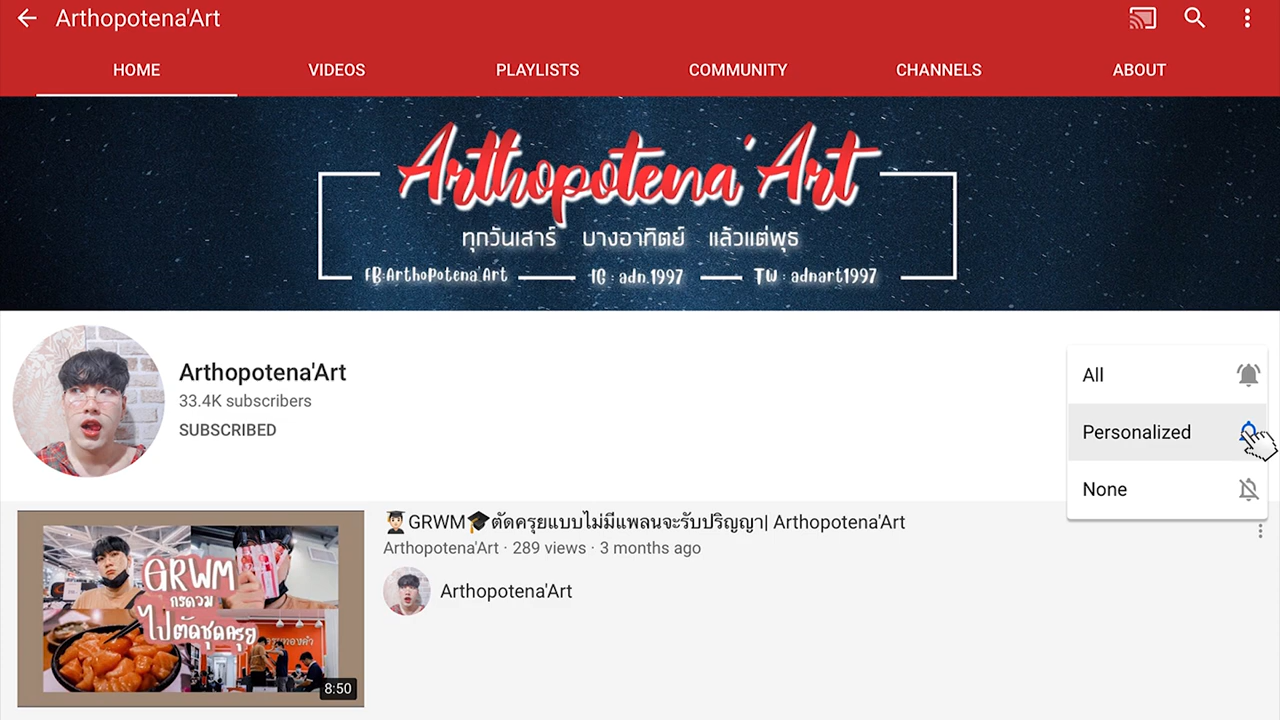 Arthopotena'Art
HOME VIDEOS PLAYLISTS COMMUNITY CHANNELS ABOUT
Arthopotena'Art
ทุกวันเสาร์ บางอาทิตย์ แล้วแต่พุธ
FB:ArthoPotena'Art IG : adn.1997 TW : adnart1997
Arthopotena'Art
33.4K subscribers
SUBSCRIBED
All
Personalized
None
GRWM
กรดวม
ไปตัดชุดครุย
8:50
👨🏻‍🎓GRWM🎓ตัดครุยแบบไม่มีแพลนจะรับปริญญา| Arthopotena'Art
Arthopotena'Art · 289 views · 3 months ago
Arthopotena'Art